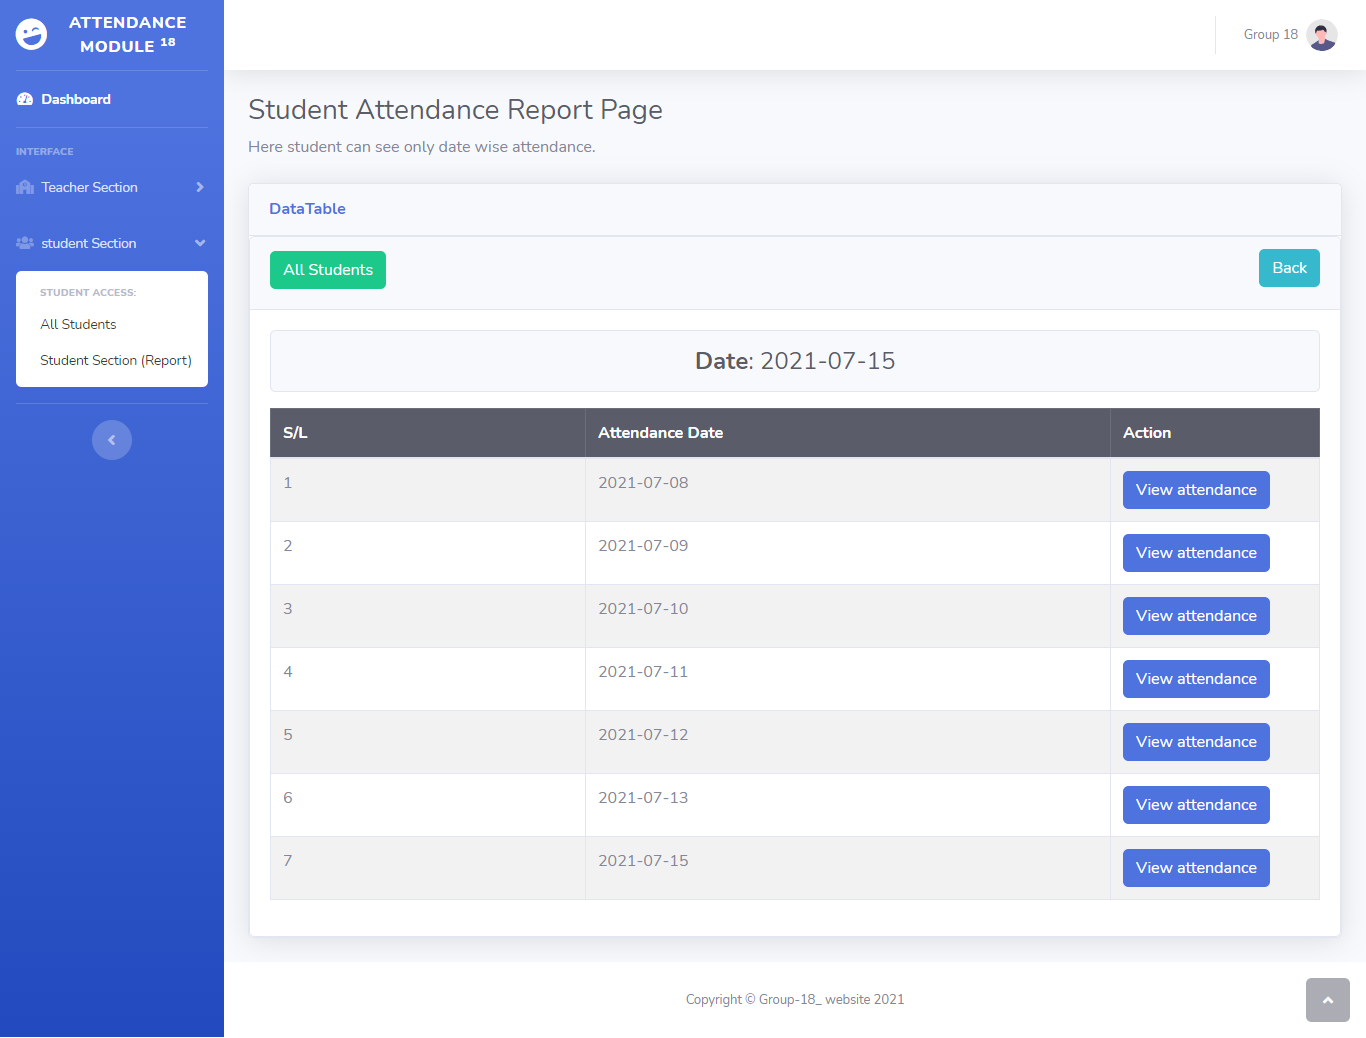 ATTENDANCE
MODULE 18
Group 18
Dashboard
INTERFACE
Teacher Section
student Section
STUDENT ACCESS:
All Students
Student Section (Report)
Student Attendance Report Page
Here student can see only date wise attendance.
DataTable
All Students
Back
Date: 2021-07-15
S/L Attendance Date Action
1 2021-07-08 View attendance
2 2021-07-09 View attendance
3 2021-07-10 View attendance
4 2021-07-11 View attendance
5 2021-07-12 View attendance
6 2021-07-13 View attendance
7 2021-07-15 View attendance
Copyright © Group-18_ website 2021